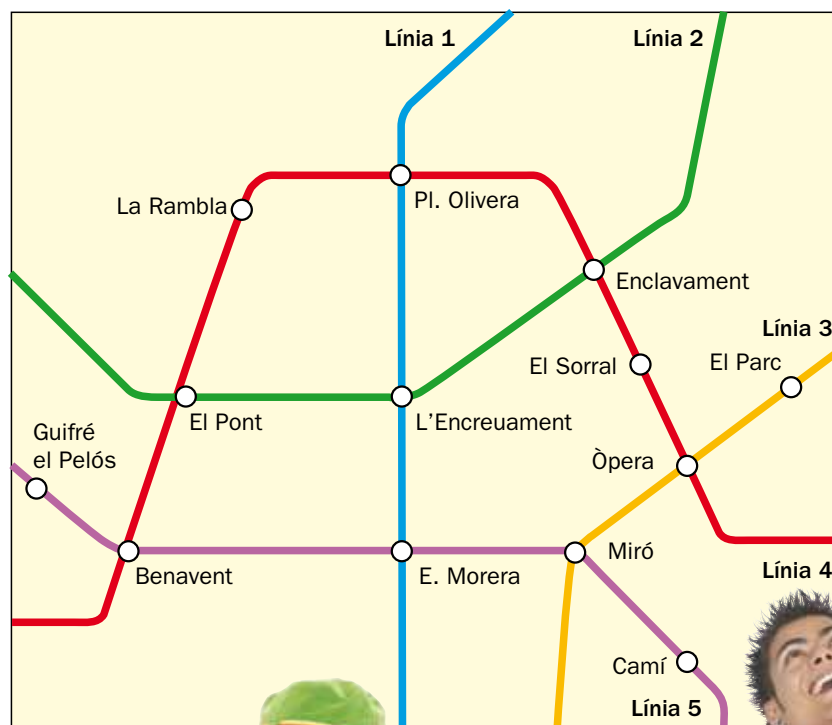 Línia 1
Línia 2
La Rambla
Pl. Olivera
Enclavament
Línia 3
El Sorral
El Parc
El Pont
L'Encreuament
Guifré
el Pelós
Òpera
Benavent
E. Morera
Miró
Línia 4
Camí
Línia 5